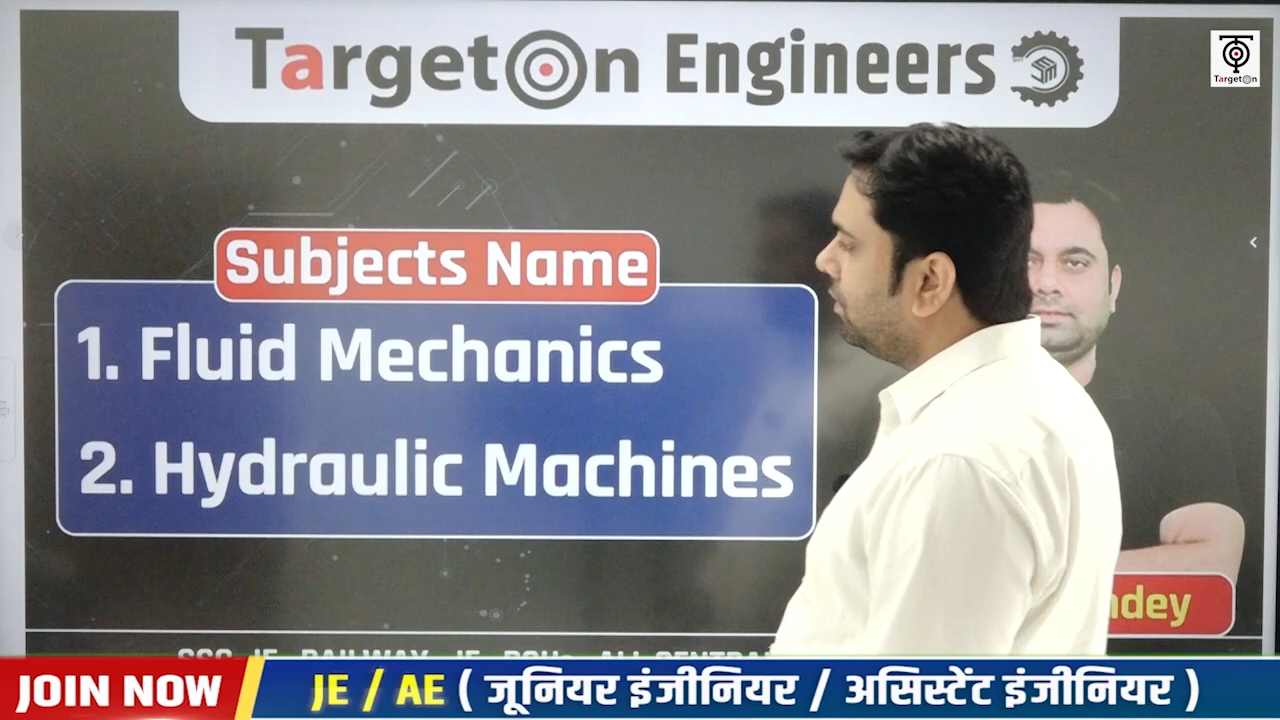 TargetOn Engineers
TargetOn
Subjects Name
1. Fluid Mechanics
2. Hydraulic Machines
JOIN NOW
JE / AE ( जूनियर इंजीनियर / असिस्टेंट इंजीनियर )